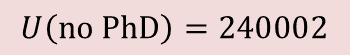 U(no PhD) = 240002